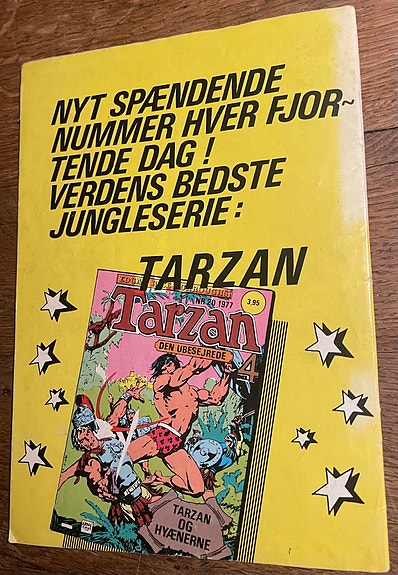 NYT SPÆNDENDE
NUMMER HVER FJOR~
TENDE DAG!
VERDENS BEDSTE
JUNGLESERIE:
TARZAN
NR. 20 1977
3,95
Tarzan
DEN UBESEJREDE
4
TARZAN
OG
HYÆNERNE